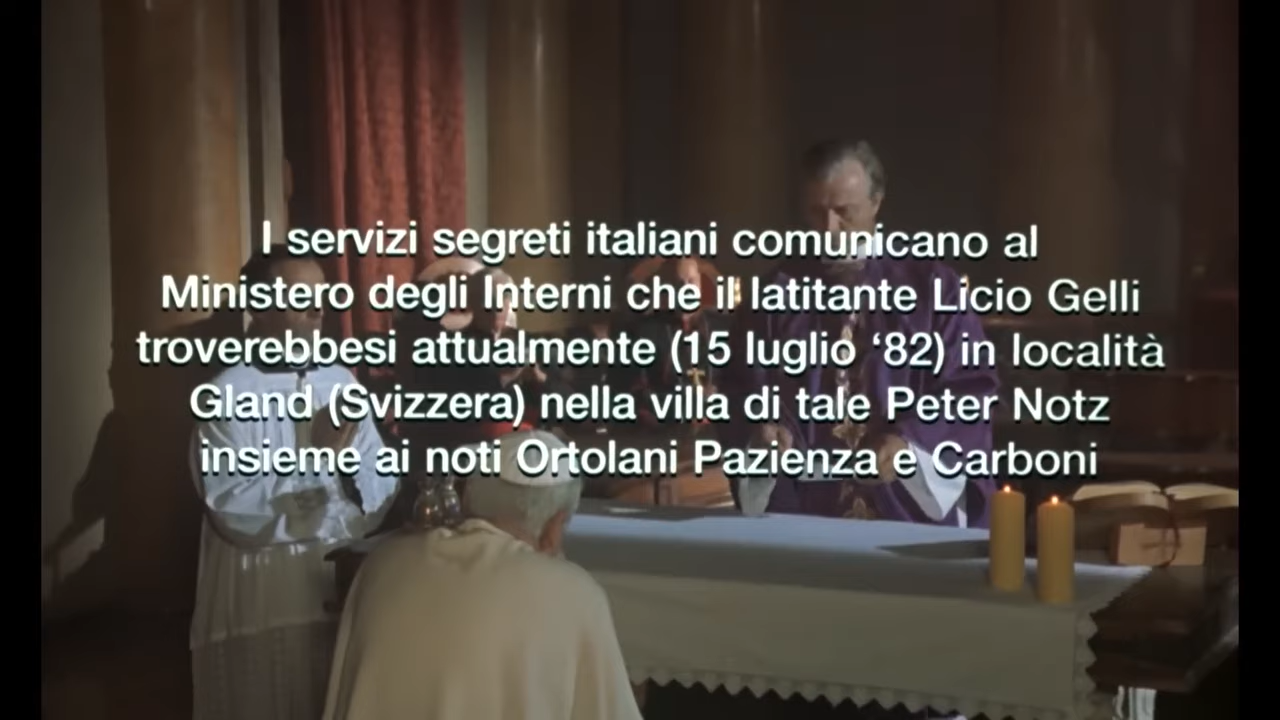 I servizi segreti italiani comunicano al
Ministero degli Interni che il latitante Licio Gelli
troverebbesi attualmente (15 luglio ‘82) in località
Gland (Svizzera) nella villa di tale Peter Notz
insieme ai noti Ortolani Pazienza e Carboni